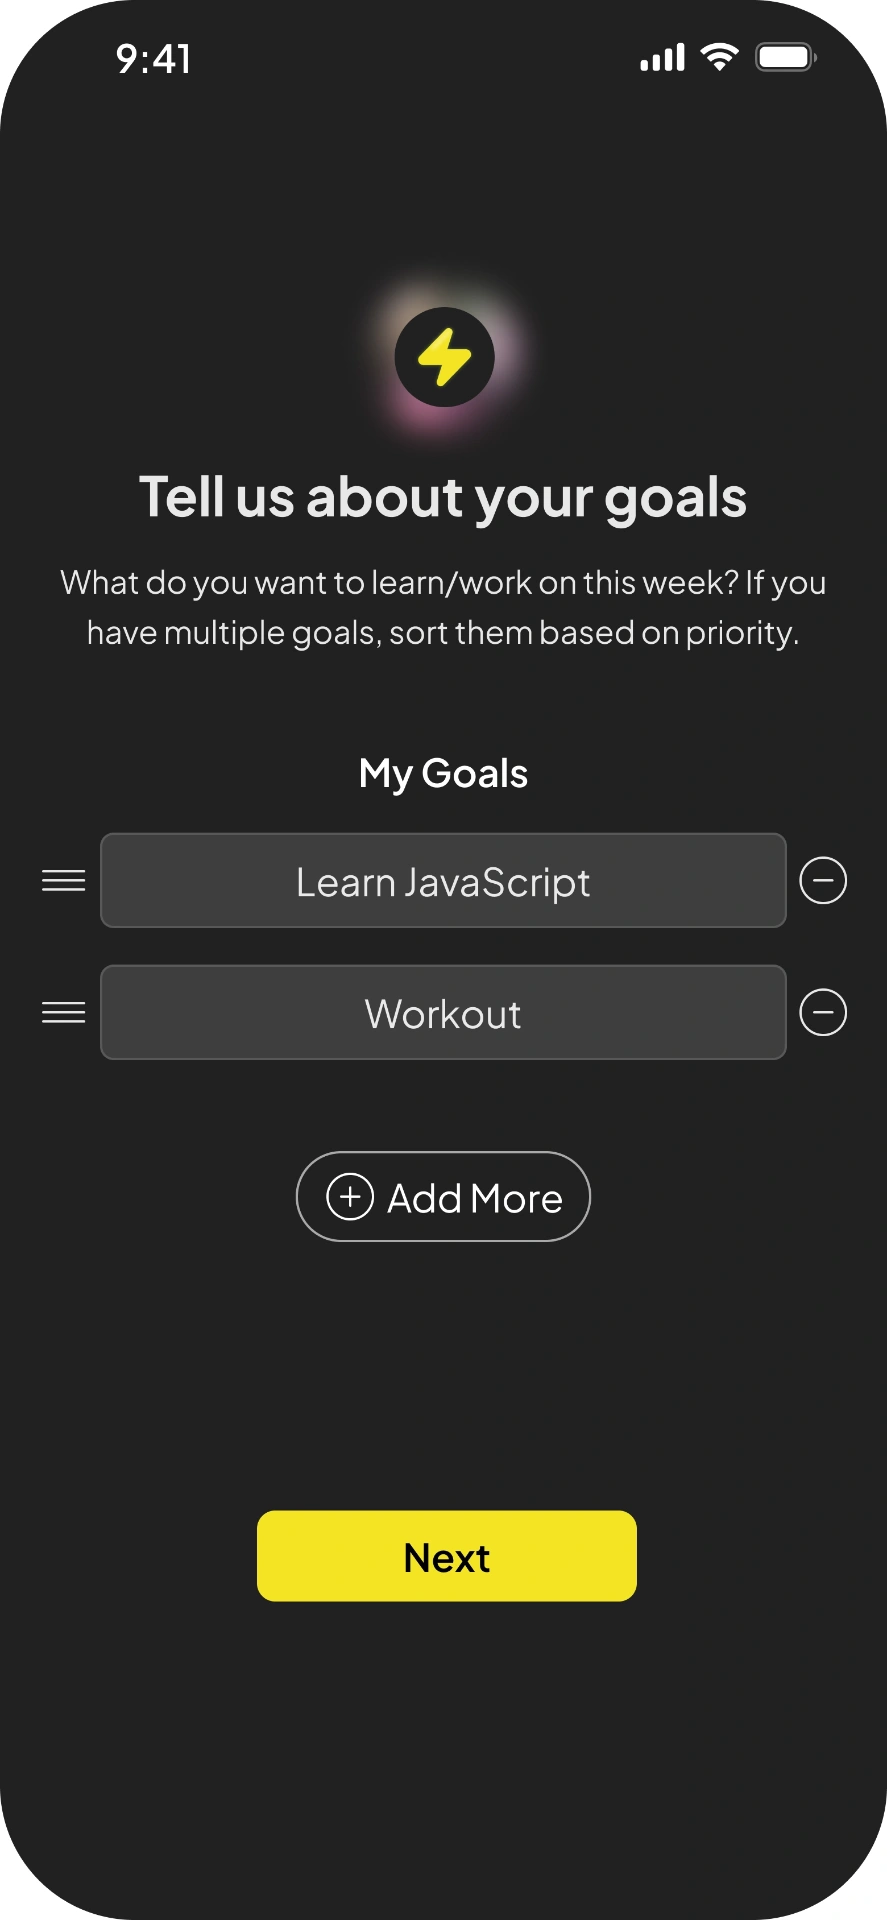 9:41
Tell us about your goals
What do you want to learn/work on this week? If you
have multiple goals, sort them based on priority.
My Goals
Learn JavaScript
Workout
Add More
Next